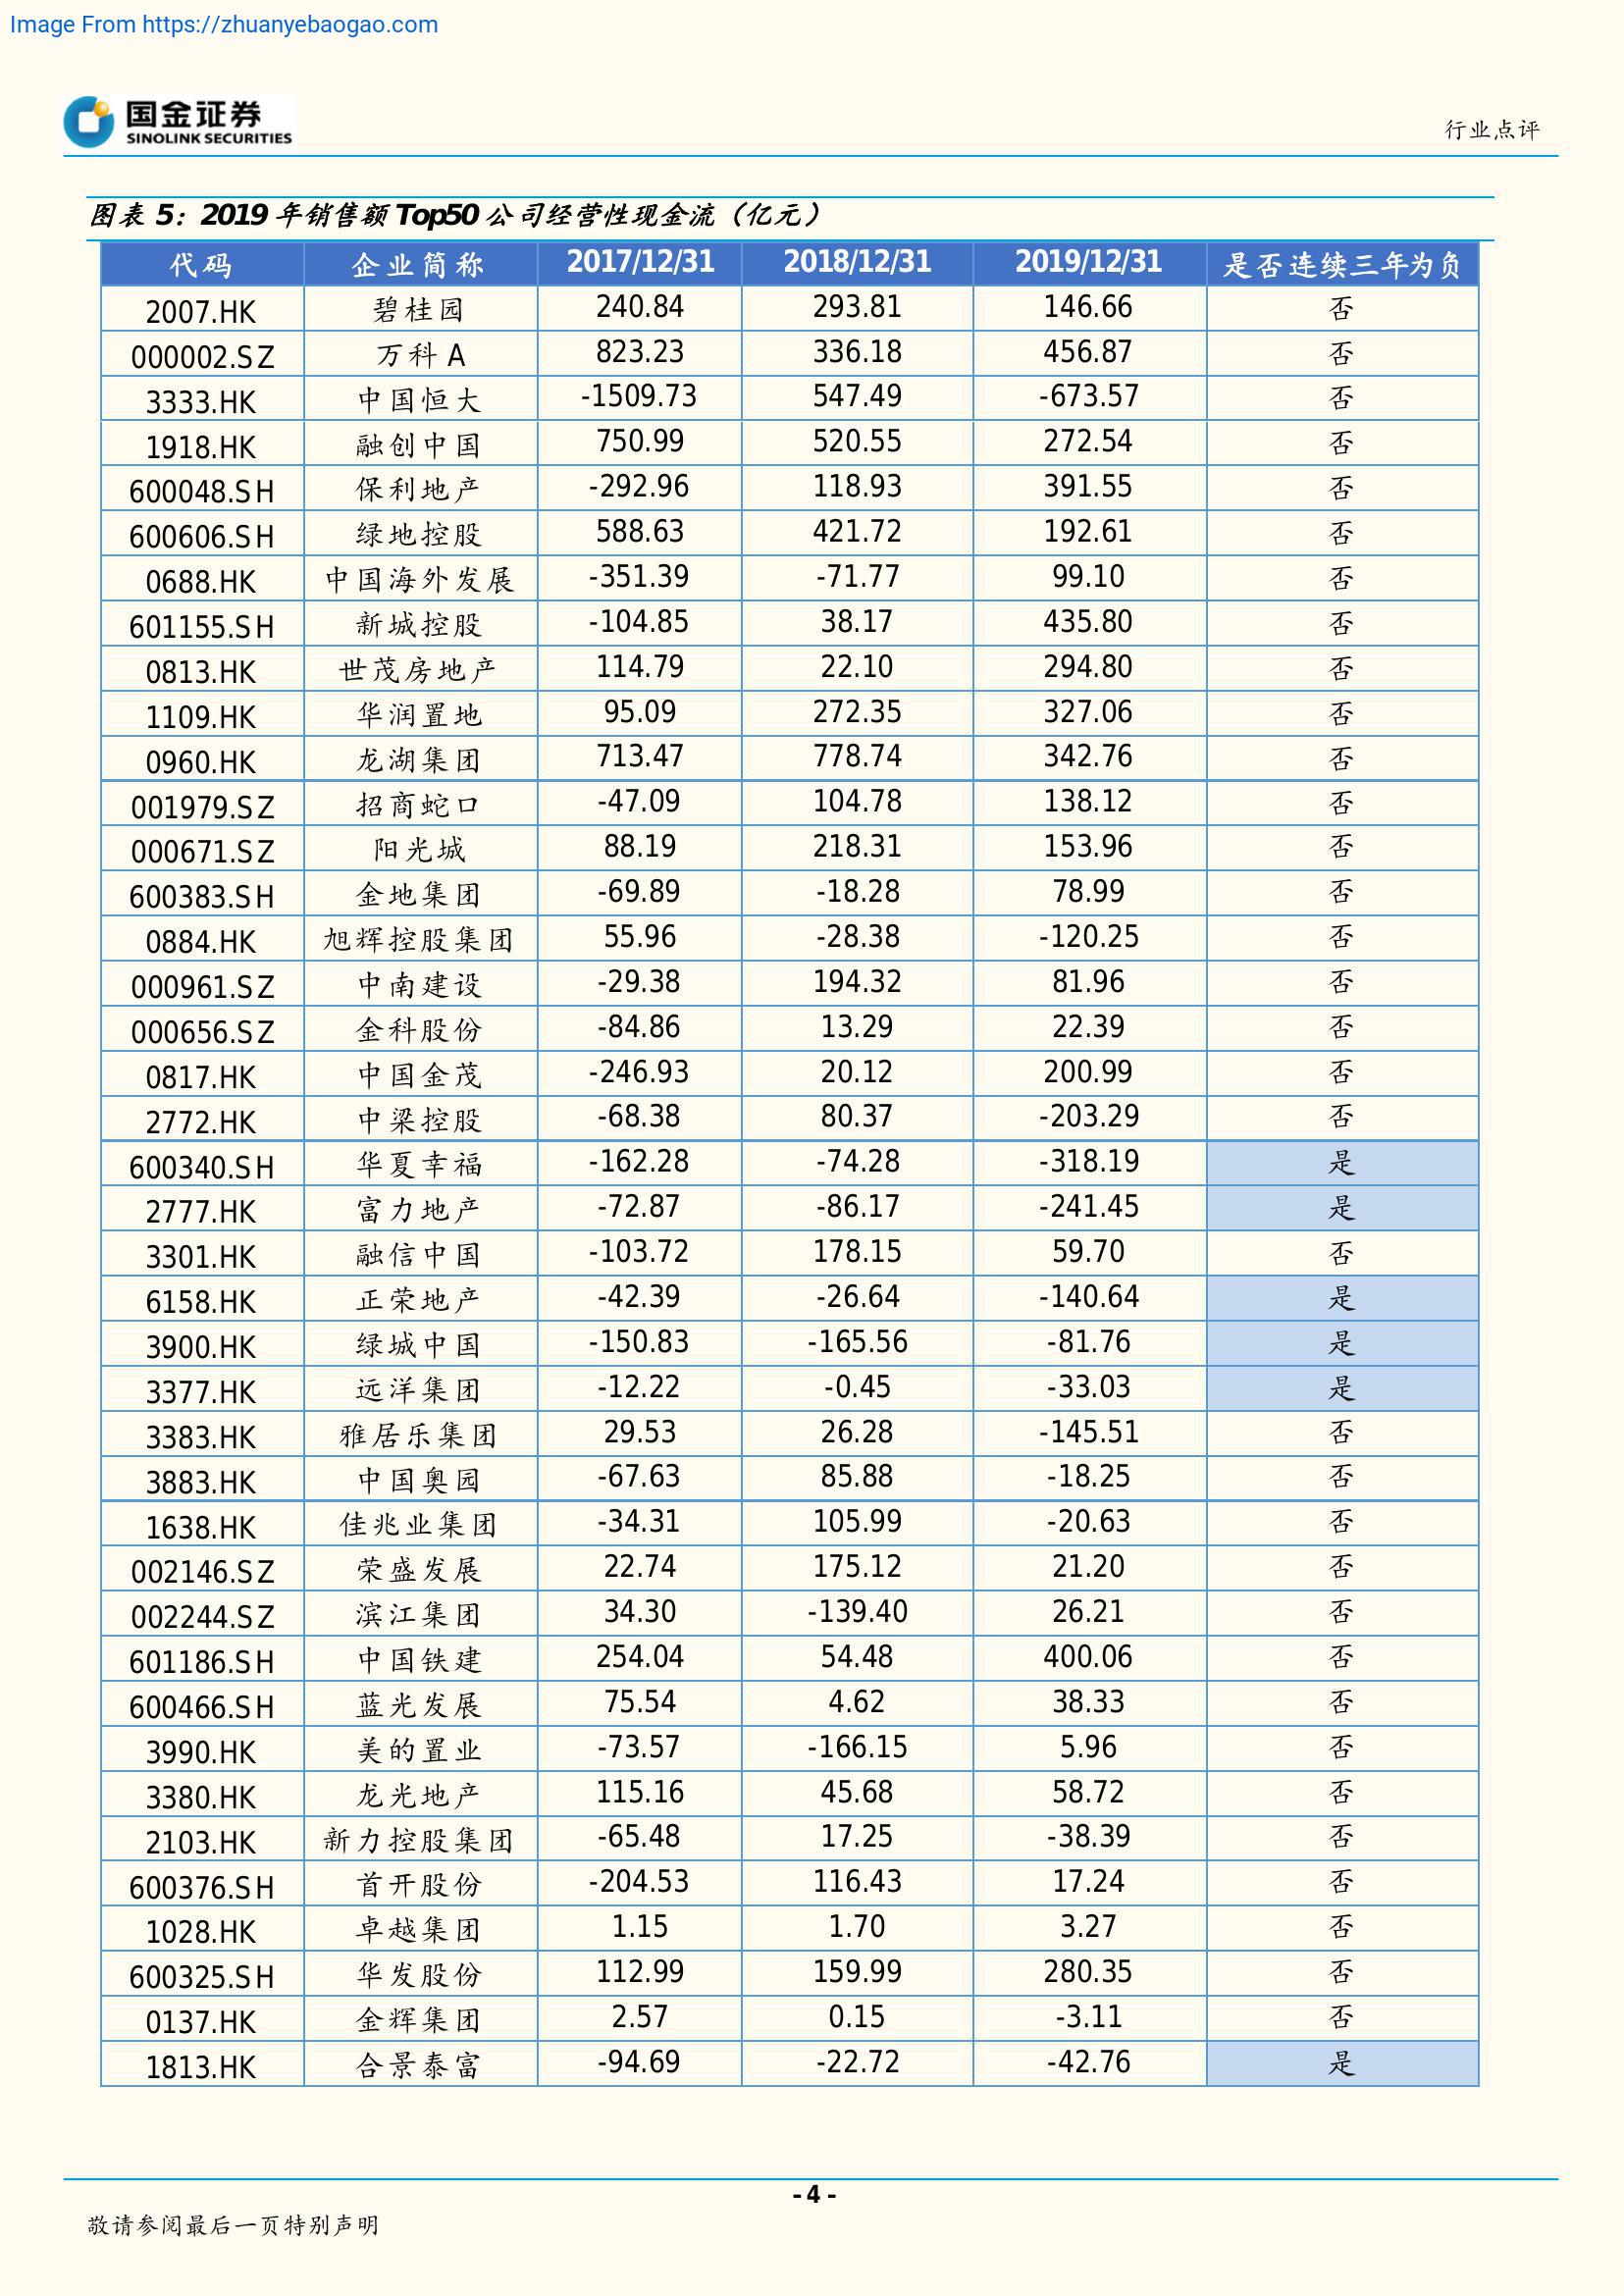 Image From https://zhuanyebaogao.com
国金证券
SINOLINK SECURITIES
行业点评
图表 5：2019 年销售额 Top50 公司经营性现金流（亿元）
代码 企业简称 2017/12/31 2018/12/31 2019/12/31 是否连续三年为负
2007.HK 碧桂园 240.84 293.81 146.66 否
000002.SZ 万科 A 823.23 336.18 456.87 否
3333.HK 中国恒大 -1509.73 547.49 -673.57 否
1918.HK 融创中国 750.99 520.55 272.54 否
600048.SH 保利地产 -292.96 118.93 391.55 否
600606.SH 绿地控股 588.63 421.72 192.61 否
0688.HK 中国海外发展 -351.39 -71.77 99.10 否
601155.SH 新城控股 -104.85 38.17 435.80 否
0813.HK 世茂房地产 114.79 22.10 294.80 否
1109.HK 华润置地 95.09 272.35 327.06 否
0960.HK 龙湖集团 713.47 778.74 342.76 否
001979.SZ 招商蛇口 -47.09 104.78 138.12 否
000671.SZ 阳光城 88.19 218.31 153.96 否
600383.SH 金地集团 -69.89 -18.28 78.99 否
0884.HK 旭辉控股集团 55.96 -28.38 -120.25 否
000961.SZ 中南建设 -29.38 194.32 81.96 否
000656.SZ 金科股份 -84.86 13.29 22.39 否
0817.HK 中国金茂 -246.93 20.12 200.99 否
2772.HK 中梁控股 -68.38 80.37 -203.29 否
600340.SH 华夏幸福 -162.28 -74.28 -318.19 是
2777.HK 富力地产 -72.87 -86.17 -241.45 是
3301.HK 融信中国 -103.72 178.15 59.70 否
6158.HK 正荣地产 -42.39 -26.64 -140.64 是
3900.HK 绿城中国 -150.83 -165.56 -81.76 是
3377.HK 远洋集团 -12.22 -0.45 -33.03 是
3383.HK 雅居乐集团 29.53 26.28 -145.51 否
3883.HK 中国奥园 -67.63 85.88 -18.25 否
1638.HK 佳兆业集团 -34.31 105.99 -20.63 否
002146.SZ 荣盛发展 22.74 175.12 21.20 否
002244.SZ 滨江集团 34.30 -139.40 26.21 否
601186.SH 中国铁建 254.04 54.48 400.06 否
600466.SH 蓝光发展 75.54 4.62 38.33 否
3990.HK 美的置业 -73.57 -166.15 5.96 否
3380.HK 龙光地产 115.16 45.68 58.72 否
2103.HK 新力控股集团 -65.48 17.25 -38.39 否
600376.SH 首开股份 -204.53 116.43 17.24 否
1028.HK 卓越集团 1.15 1.70 3.27 否
600325.SH 华发股份 112.99 159.99 280.35 否
0137.HK 金辉集团 2.57 0.15 -3.11 否
1813.HK 合景泰富 -94.69 -22.72 -42.76 是
- 4 -
敬请参阅最后一页特别声明